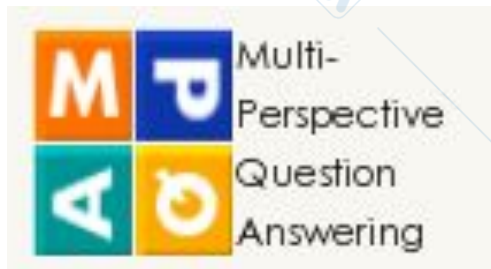 M P
A Q
Multi-
Perspective
Question
Answering